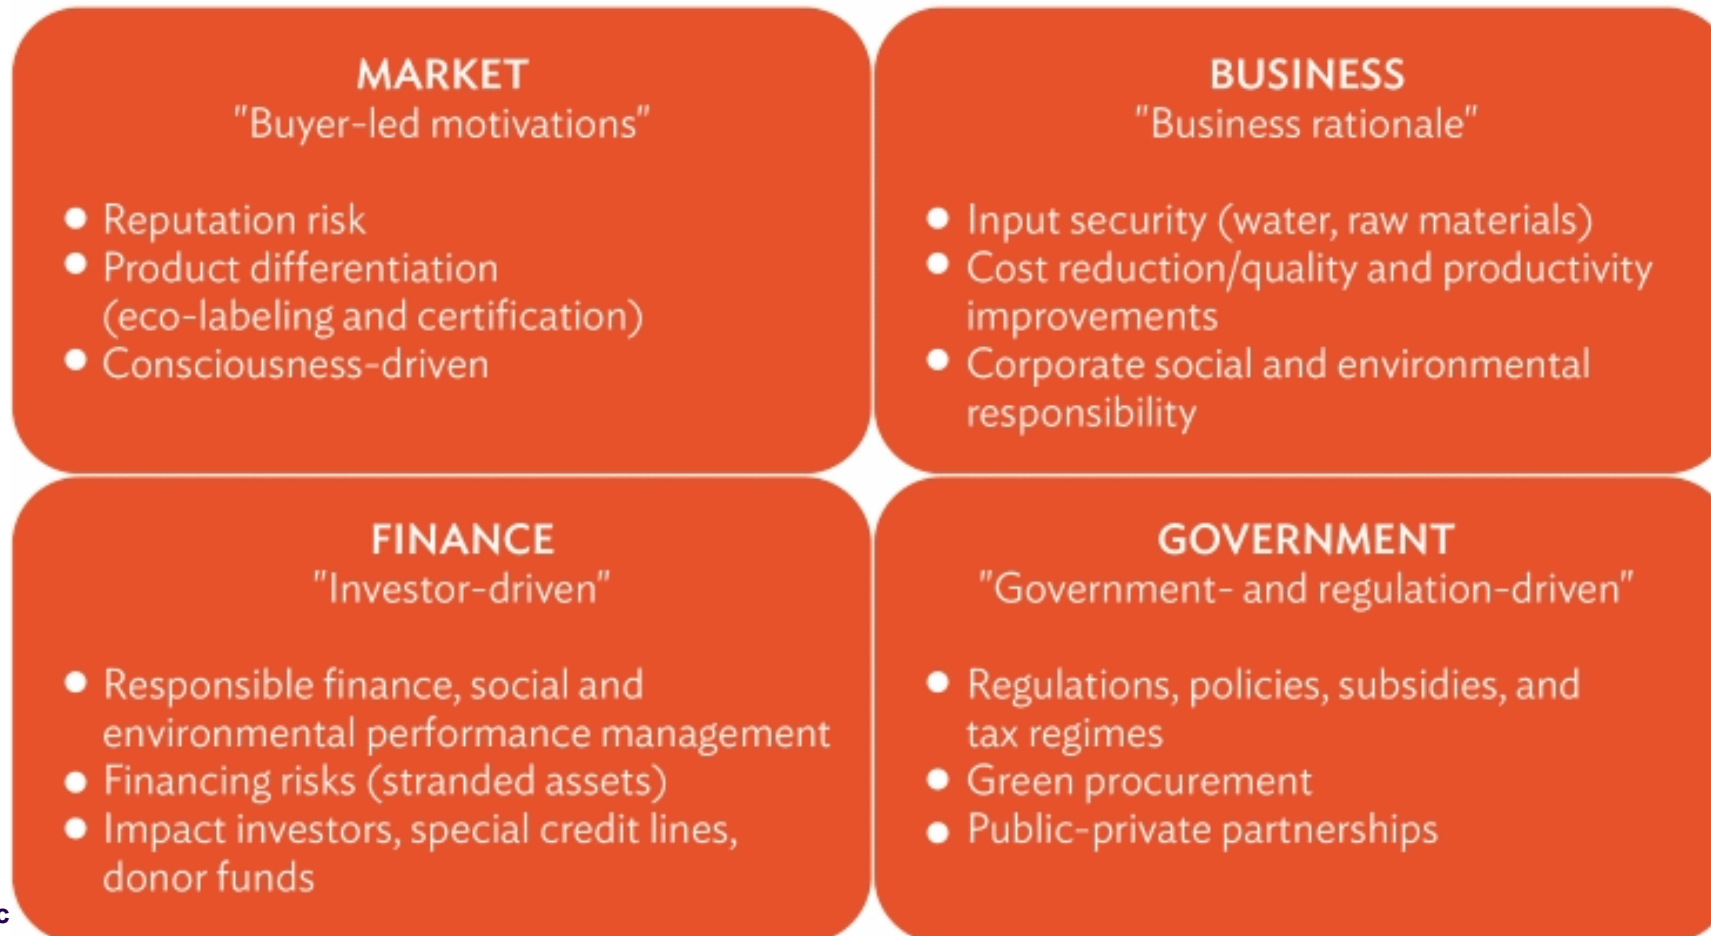 MARKET
"Buyer-led motivations"
● Reputation risk
● Product differentiation
(eco-labeling and certification)
● Consciousness-driven
BUSINESS
"Business rationale"
● Input security (water, raw materials)
● Cost reduction/quality and productivity
improvements
● Corporate social and environmental
responsibility
FINANCE
"Investor-driven"
● Responsible finance, social and
environmental performance management
● Financing risks (stranded assets)
● Impact investors, special credit lines,
donor funds
GOVERNMENT
"Government- and regulation-driven"
● Regulations, policies, subsidies, and
tax regimes
● Green procurement
● Public-private partnerships
c